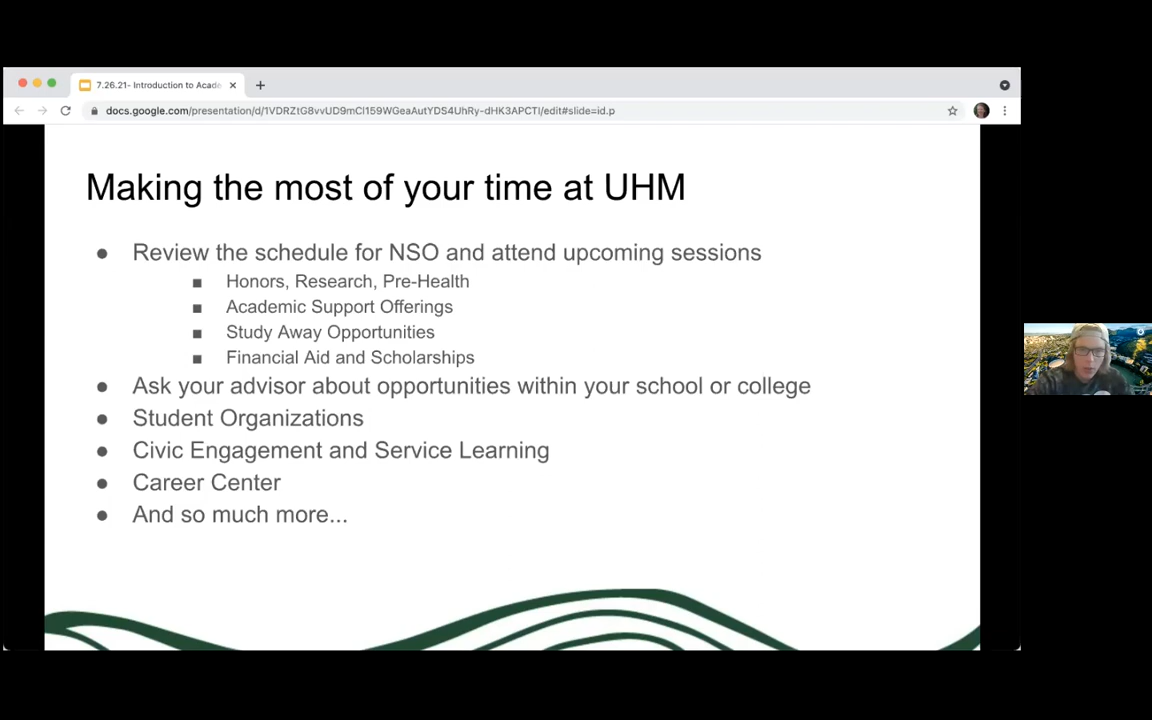 7.26.21- Introduction to Acade
docs.google.com/presentation/d/1VDRZtG8vvUD9mCl159WGeaAutYDS4UhRy-dHK3APCTI/edit#slide=id.p
Making the most of your time at UHM
● Review the schedule for NSO and attend upcoming sessions
■ Honors, Research, Pre-Health
■ Academic Support Offerings
■ Study Away Opportunities
■ Financial Aid and Scholarships
● Ask your advisor about opportunities within your school or college
● Student Organizations
● Civic Engagement and Service Learning
● Career Center
● And so much more...